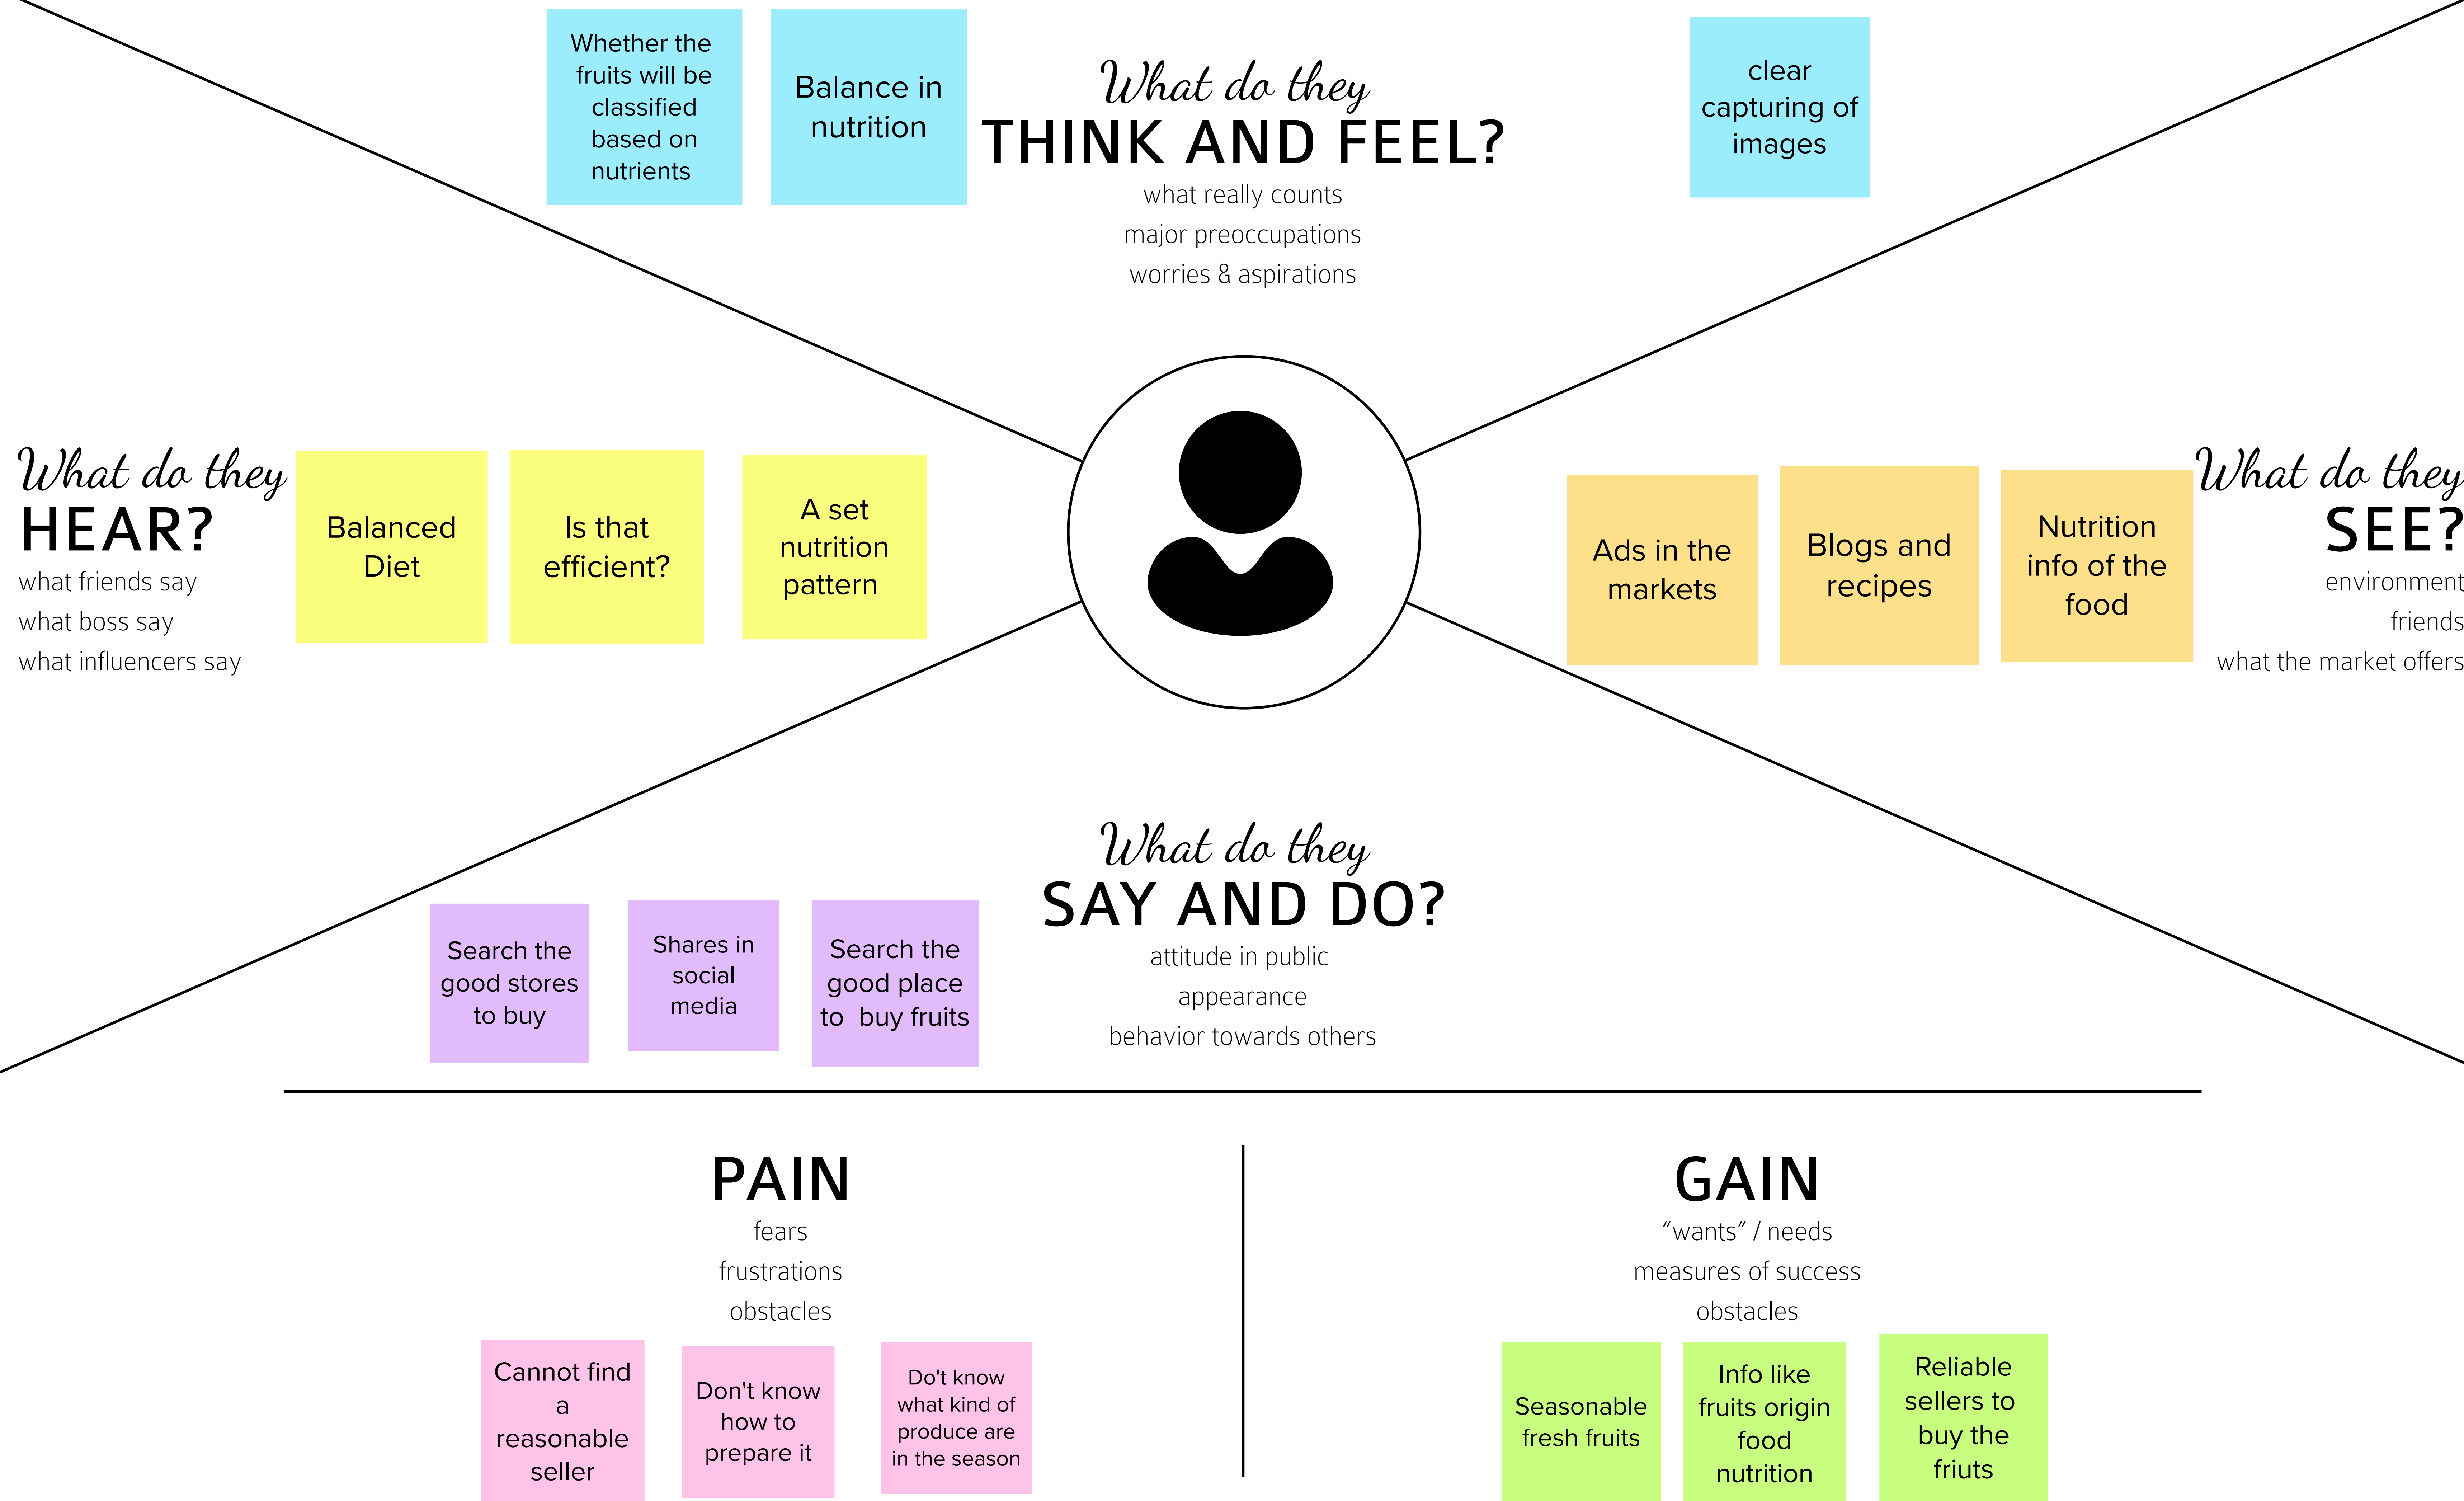 Whether the
fruits will be
classified
based on
nutrients
Balance in
nutrition
What do they
THINK AND FEEL?
what really counts
major preoccupations
worries & aspirations
clear
capturing of
images
What do they
HEAR?
what friends say
what boss say
what influencers say
Balanced
Diet
Is that
efficient?
A set
nutrition
pattern
Ads in the
markets
Blogs and
recipes
Nutrition
info of the
food
What do they
SEE?
environment
friends
what the market offers
What do they
SAY AND DO?
attitude in public
appearance
behavior towards others
Search the
good stores
to buy
Shares in
social
media
Search the
good place
to buy fruits
PAIN
fears
frustrations
obstacles
Cannot find
a
reasonable
seller
Don't know
how to
prepare it
Do't know
what kind of
produce are
in the season
GAIN
“wants” / needs
measures of success
obstacles
Seasonable
fresh fruits
Info like
fruits origin
food
nutrition
Reliable
sellers to
buy the
friuts